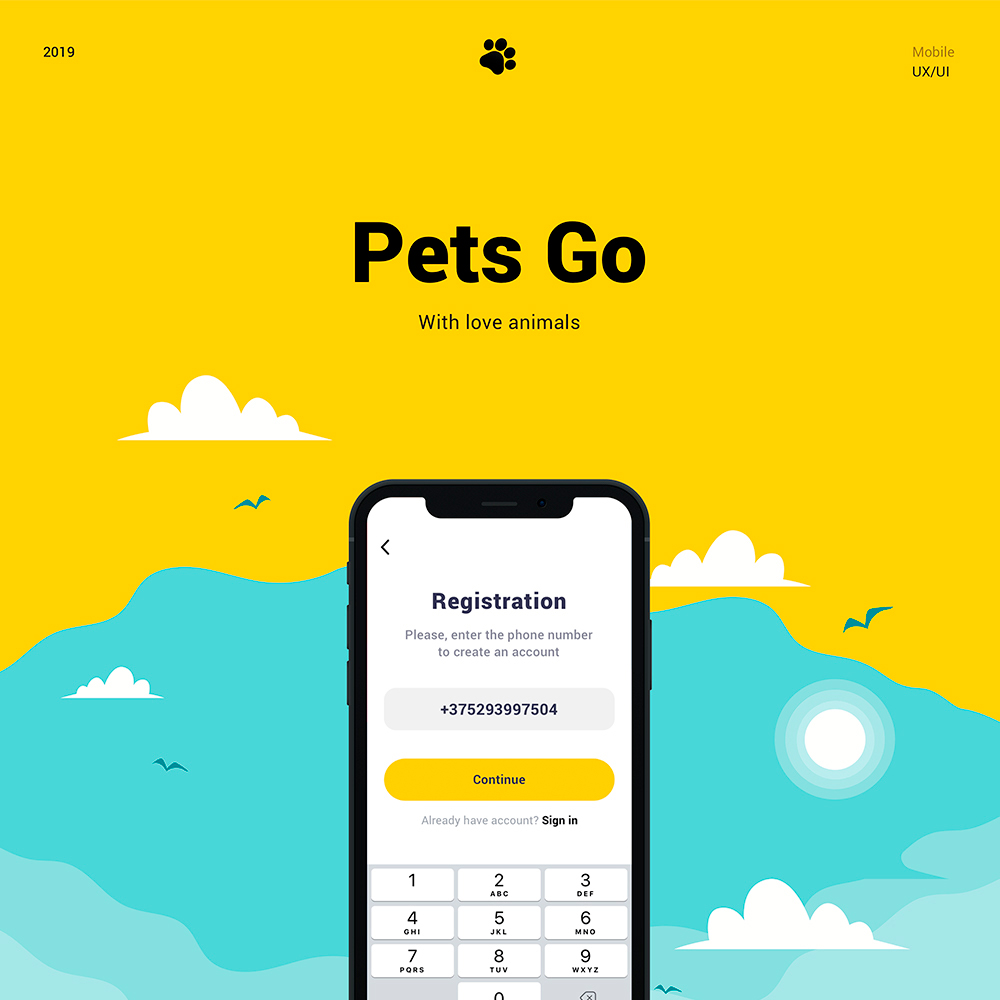 2019
Mobile
UX/UI
Pets Go
With love animals
Registration
Please, enter the phone number
to create an account
+375293997504
Continue
Already have account? Sign in
1 2 3
ABC DEF
4 5 6
GHI JKL MNO
7 8 9
PQRS TUV WXYZ
0